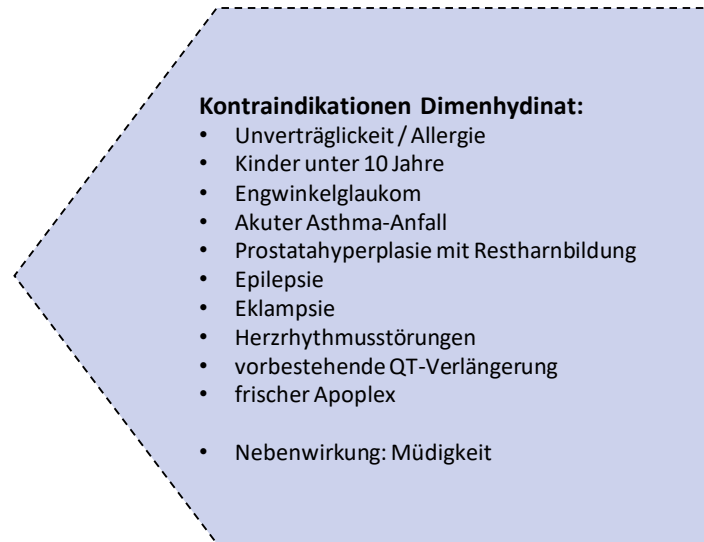 Kontraindikationen Dimenhydinat:
• Unverträglickeit / Allergie
• Kinder unter 10 Jahre
• Engwinkelglaukom
• Akuter Asthma-Anfall
• Prostatahyperplasie mit Restharnbildung
• Epilepsie
• Eklampsie
• Herzrhythmusstörungen
• vorbestehende QT-Verlängerung
• frischer Apoplex
• Nebenwirkung: Müdigkeit